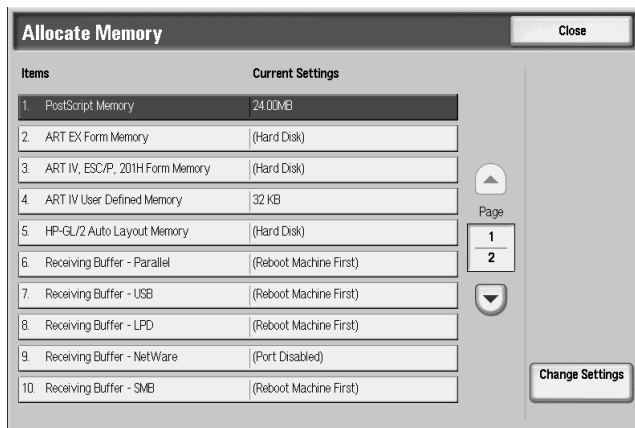 Allocate Memory
Close
Items Current Settings
1. PostScript Memory 24.00MB
2. ART EX Form Memory (Hard Disk)
3. ART IV, ESC/P, 201H Form Memory (Hard Disk)
4. ART IV User Defined Memory 32 KB
5. HP-GL/2 Auto Layout Memory (Hard Disk)
6. Receiving Buffer - Parallel (Reboot Machine First)
7. Receiving Buffer - USB (Reboot Machine First)
8. Receiving Buffer - LPD (Reboot Machine First)
9. Receiving Buffer - NetWare (Port Disabled)
10. Receiving Buffer - SMB (Reboot Machine First)
Page
1
2
Change Settings